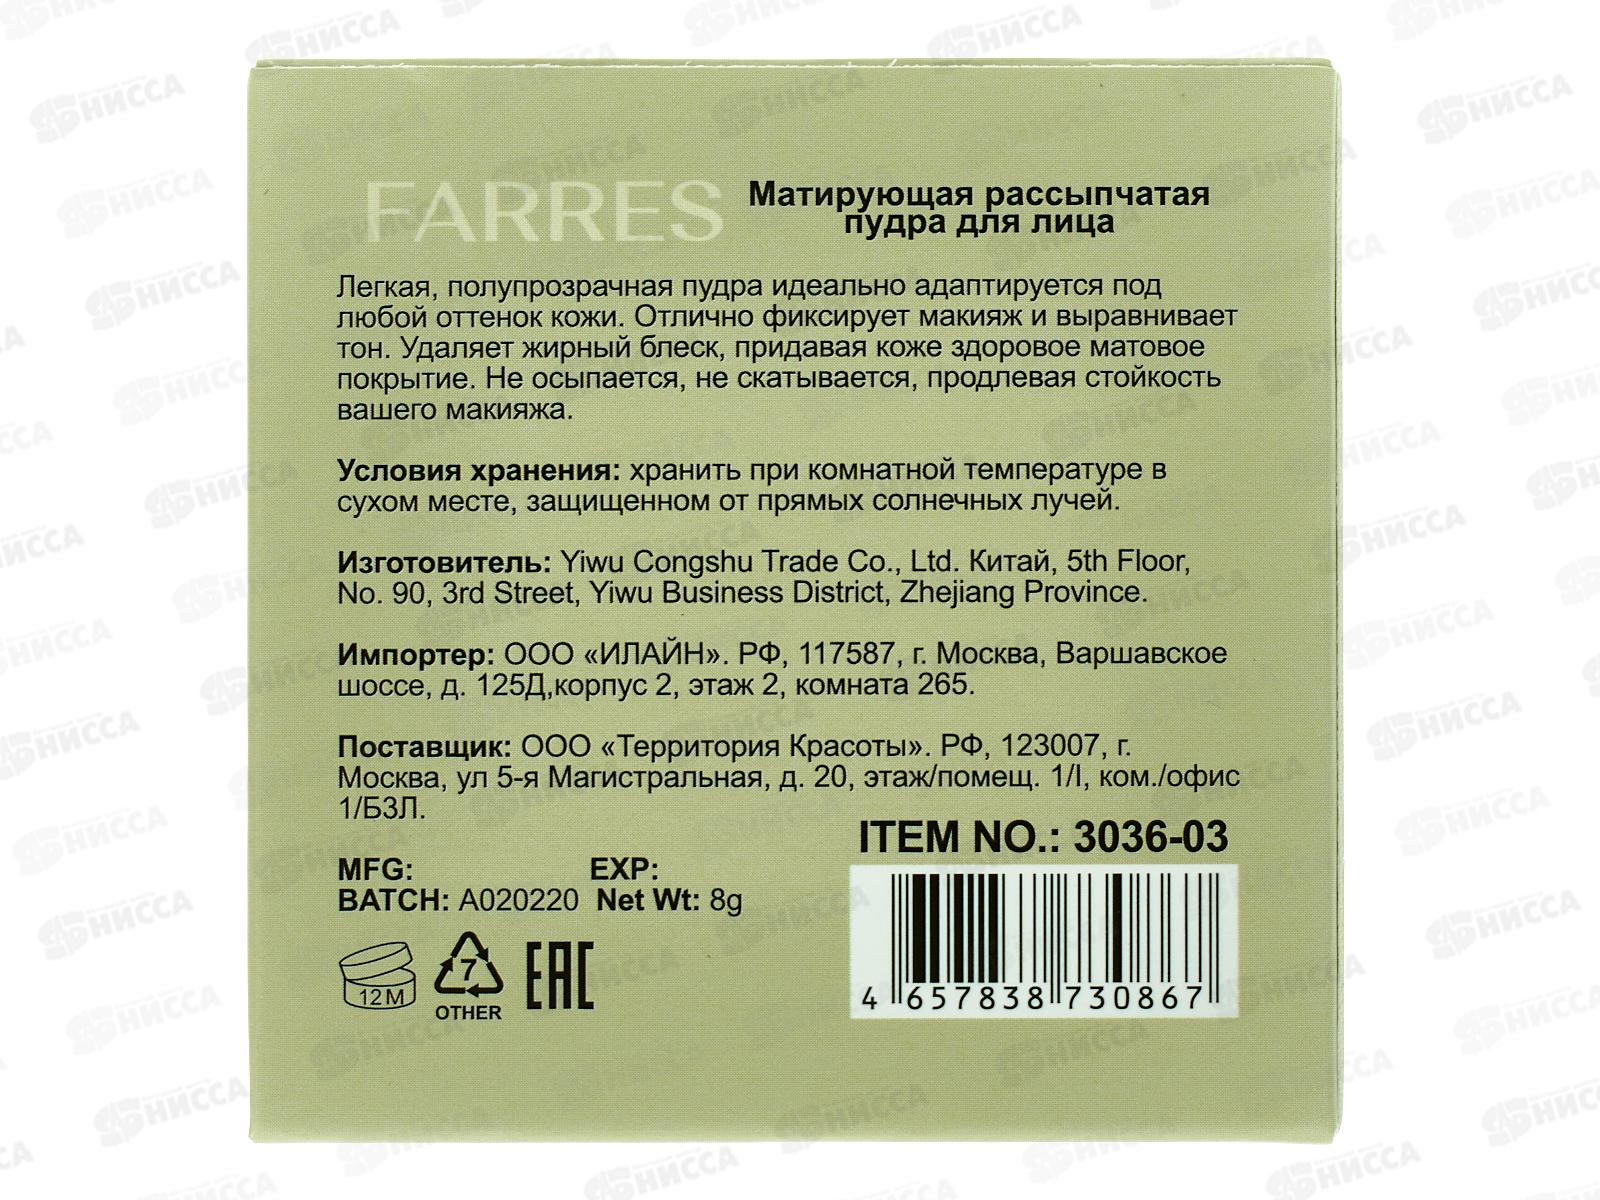 FARRES
Матирующая рассыпчатая
пудра для лица
Легкая, полупрозрачная пудра идеально адаптируется под
любой оттенок кожи. Отлично фиксирует макияж и выравнивает
тон. Удаляет жирный блеск, придавая коже здоровое матовое
покрытие. Не осыпается, не скатывается, продлевая стойкость
вашего макияжа.
Условия хранения: хранить при комнатной температуре в
сухом месте, защищенном от прямых солнечных лучей.
Изготовитель: Yiwu Congshu Trade Co., Ltd. Китай, 5th Floor,
No. 90, 3rd Street, Yiwu Business District, Zhejiang Province.
Импортер: ООО «ИЛАЙН». РФ, 117587, г. Москва, Варшавское
шоссе, д. 125Д,корпус 2, этаж 2, комната 265.
Поставщик: ООО «Территория Красоты». РФ, 123007, г.
Москва, ул 5-я Магистральная, д. 20, этаж/помещ. 1/I, ком./офис
1/Б3Л.
ITEM NO.: 3036-03
MFG: EXP:
BATCH: A020220 Net Wt: 8g
12M
7
OTHER
EAC
4 657838 730867
НИССА